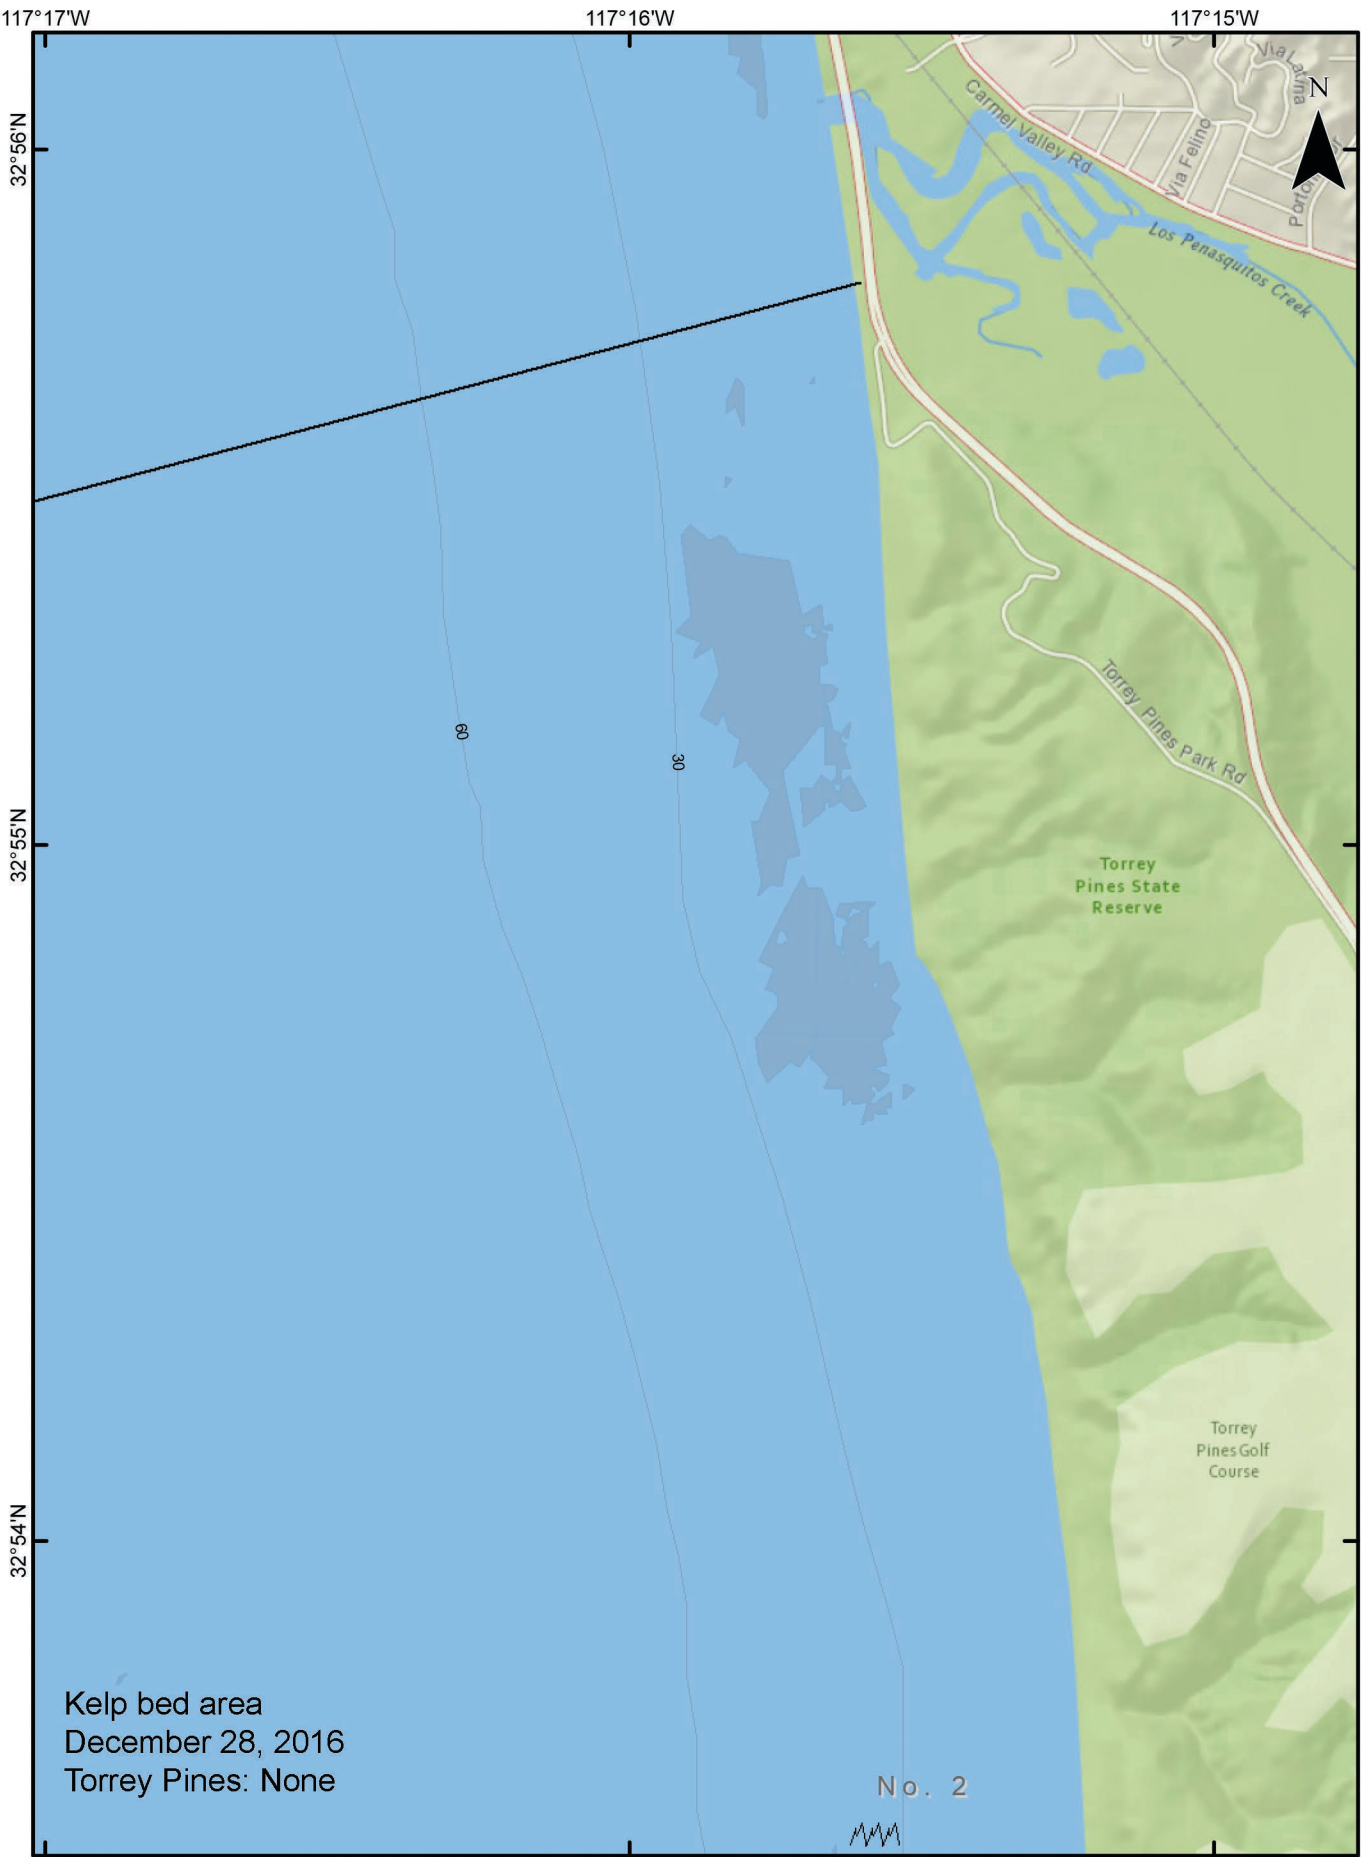 117°17'W
117°16'W
117°15'W
32°56'N
32°55'N
32°54'N
N
Via Latina
Carmel Valley Rd
Via Felino
Los Penasquitos Creek
Torrey Pines Park Rd
60
30
Torrey
Pines State
Reserve
Torrey
Pines Golf
Course
Kelp bed area
December 28, 2016
Torrey Pines: None
No. 2